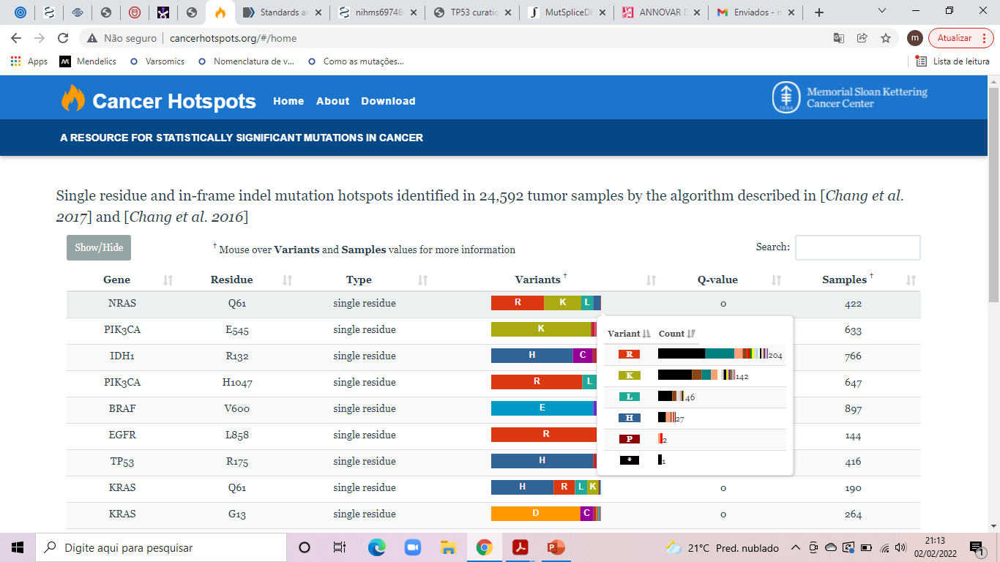 Standards a
nihms69748
TP53 curatio
MutSpliceDB
ANNOVAR D
Enviados - n
Não seguro
cancerhotspots.org/#/home
m
Atualizar
Apps
Mendelics
Varsomics
Nomenclatura de v...
Como as mutações...
Lista de leitura
Cancer Hotspots
Home
About
Download
Memorial Sloan Kettering
Cancer Center
1884
A RESOURCE FOR STATISTICALLY SIGNIFICANT MUTATIONS IN CANCER
Single residue and in-frame indel mutation hotspots identified in 24,592 tumor samples by the algorithm described in [Chang et al.
2017] and [Chang et al. 2016]
Show/Hide
† Mouse over Variants and Samples values for more information
Search:
Gene Residue Type Variants † Q-value Samples †
NRAS Q61 single residue R K L 0 422
PIK3CA E545 single residue K 633
IDH1 R132 single residue H C 766
PIK3CA H1047 single residue R L 647
BRAF V600 single residue E 897
EGFR L858 single residue R 144
TP53 R175 single residue H 416
KRAS Q61 single residue H R L K 0 190
KRAS G13 single residue D C 0 264
Variant Count
R 204
K 142
L 46
H 27
P 2
* 1
Digite aqui para pesquisar
21°C Pred. nublado
21:13
02/02/2022
1